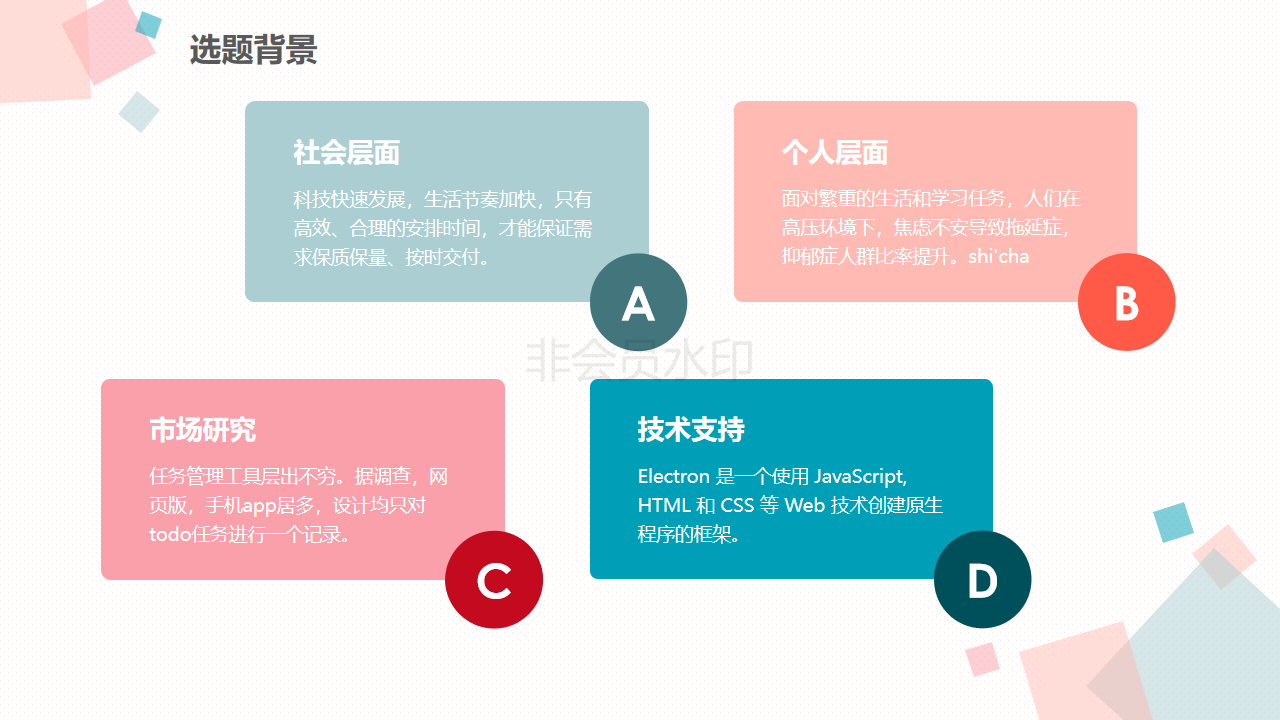 选题背景
社会层面
科技快速发展，生活节奏加快，只有
高效、合理的安排时间，才能保证需
求保质保量、按时交付。
A
个人层面
面对繁重的生活和学习任务，人们在
高压环境下，焦虑不安导致拖延症，
抑郁症人群比率提升。shi'cha
B
非会员水印
市场研究
任务管理工具层出不穷。据调查，网
页版，手机app居多，设计均只对
todo任务进行一个记录。
C
技术支持
Electron 是一个使用 JavaScript,
HTML 和 CSS 等 Web 技术创建原生
程序的框架。
D